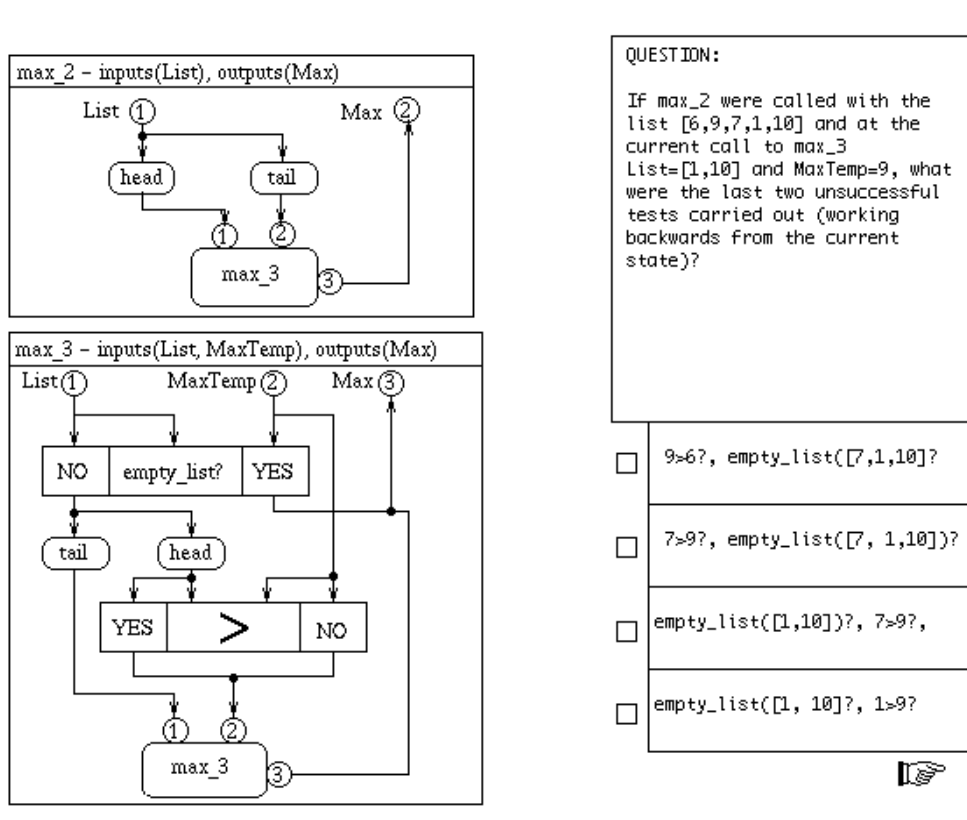 max_2 - inputs(List), outputs(Max)
List 1
Max 2
head
tail
1
2
max_3
3
max_3 - inputs(List, MaxTemp), outputs(Max)
List 1
MaxTemp 2
Max 3
NO
empty_list?
YES
tail
head
YES
>
NO
1
2
max_3
3
QUESTION:
If max_2 were called with the
list [6,9,7,1,10] and at the
current call to max_3
List=[1,10] and MaxTemp=9, what
were the last two unsuccessful
tests carried out (working
backwards from the current
state)?
9>6?, empty_list([7,1,10]?
7>9?, empty_list([7, 1,10])?
empty_list([1,10])?, 7>9?,
empty_list([1, 10]?, 1>9?